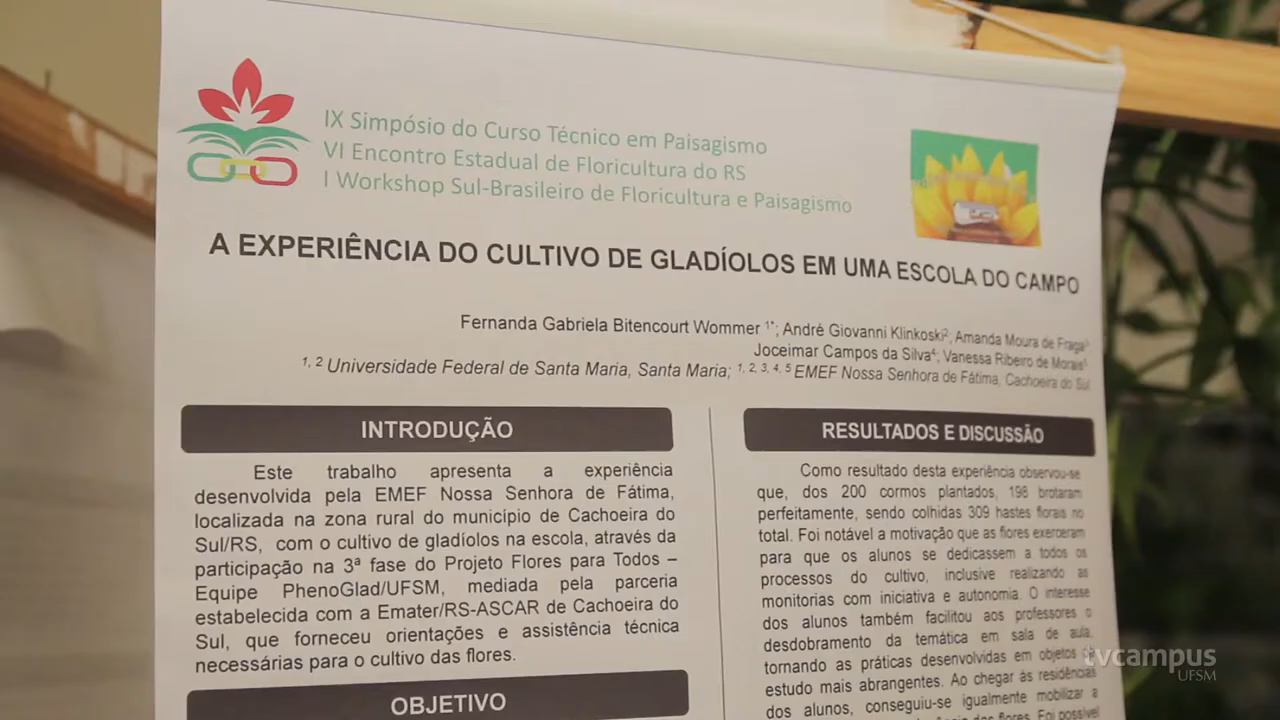 IX Simpósio do Curso Técnico em Paisagismo
VI Encontro Estadual de Floricultura do RS
I Workshop Sul-Brasileiro de Floricultura e Paisagismo
A EXPERIÊNCIA DO CULTIVO DE GLADÍOLOS EM UMA ESCOLA DO CAMPO
Fernanda Gabriela Bitencourt Wommer 1*; André Giovanni Klinkoski2; Amanda Moura de Fraga3
Joceimar Campos da Silva4; Vanessa Ribeiro de Morais5
1, 2 Universidade Federal de Santa Maria, Santa Maria; 1, 2, 3, 4, 5 EMEF Nossa Senhora de Fátima, Cachoeira do Sul
INTRODUÇÃO
Este trabalho apresenta a experiência
desenvolvida pela EMEF Nossa Senhora de Fátima,
localizada na zona rural do município de Cachoeira do
Sul/RS, com o cultivo de gladíolos na escola, através da
participação na 3ª fase do Projeto Flores para Todos –
Equipe PhenoGlad/UFSM, mediada pela parceria
estabelecida com a Emater/RS-ASCAR de Cachoeira do
Sul, que forneceu orientações e assistência técnica
necessárias para o cultivo das flores.
OBJETIVO
RESULTADOS E DISCUSSÃO
Como resultado desta experiência observou-se
que, dos 200 cormos plantados, 198 brotaram
perfeitamente, sendo colhidas 309 hastes florais no
total. Foi notável a motivação que as flores exerceram
para que os alunos se dedicassem a todos os
processos do cultivo, inclusive realizando as
monitorias com iniciativa e autonomia. O interesse
dos alunos também facilitou aos professores o
desdobramento da temática em sala de aula,
tornando as práticas desenvolvidas em objetos de
estudo mais abrangentes. Ao chegar às residências
dos alunos, conseguiu-se igualmente mobilizar a
das flores. Foi possível
tvcampus
UFSM